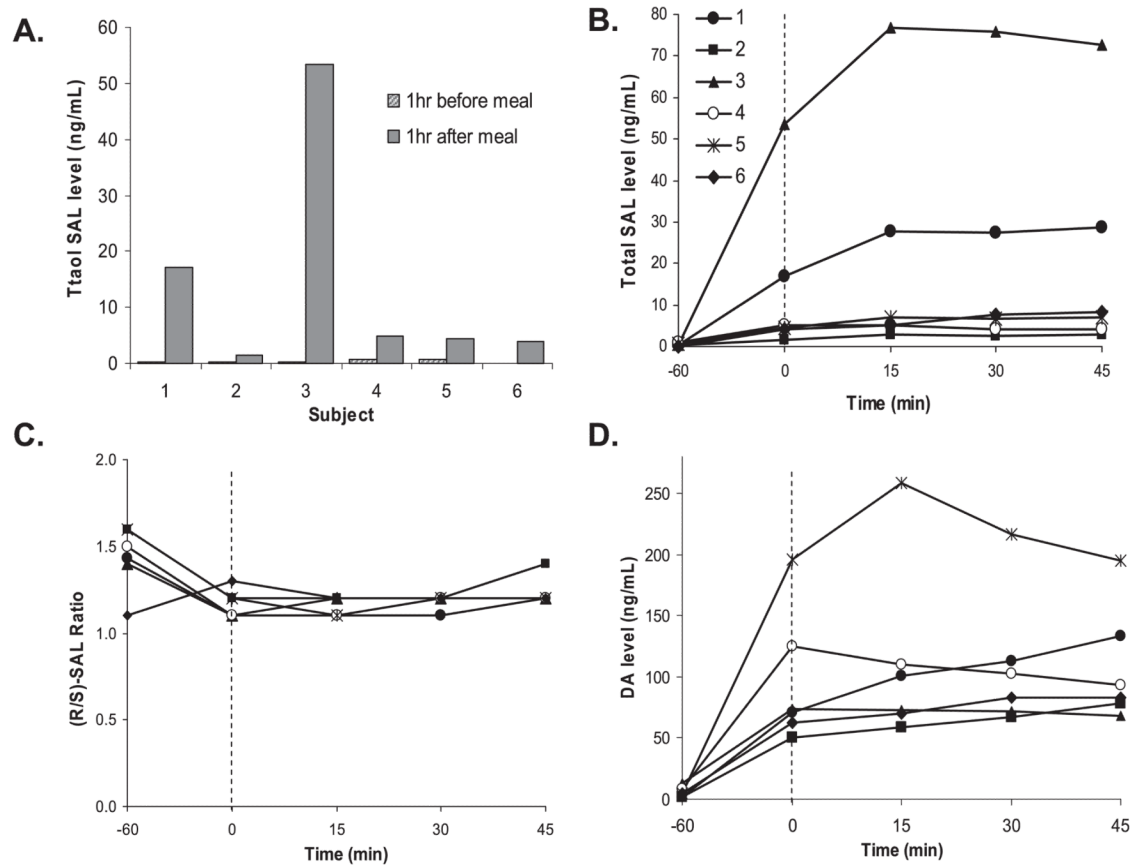 A.
Ttaol SAL level (ng/mL)
60
50
40
30
20
10
0
1hr before meal
1hr after meal
1 2 3 4 5 6
Subject
B.
Total SAL level (ng/mL)
80
70
60
50
40
30
20
10
0
1
2
3
4
5
6
-60 0 15 30 45
Time (min)
C.
(R/S)-SAL Ratio
2.0
1.5
1.0
0.0
-60 0 15 30 45
Time (min)
D.
DA level (ng/mL)
250
200
150
100
50
0
-60 0 15 30 45
Time (min)